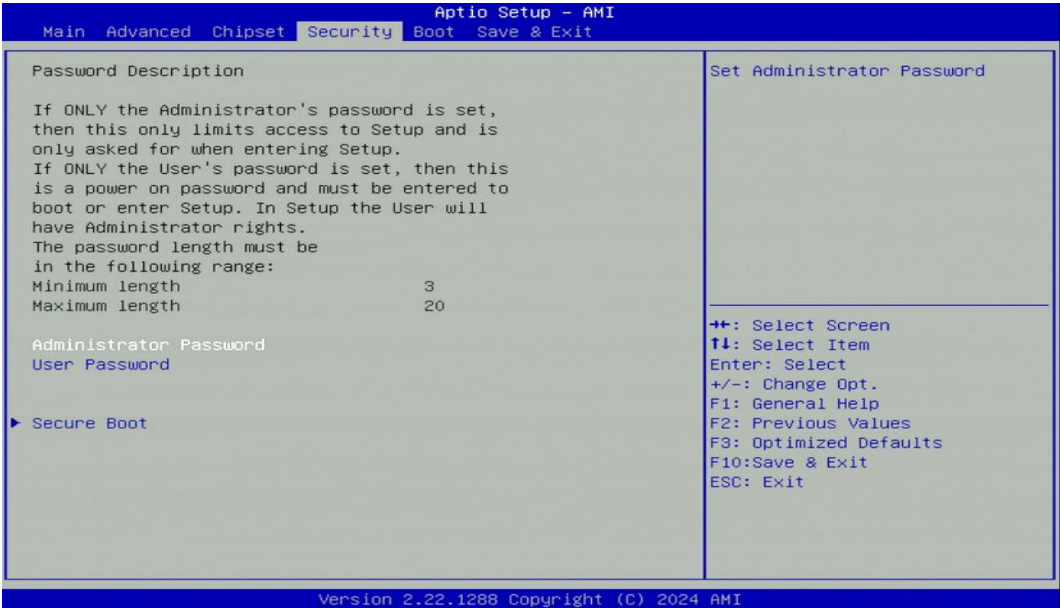 Aptio Setup – AMI
Main Advanced Chipset Security Boot Save & Exit
Password Description
If ONLY the Administrator's password is set,
then this only limits access to Setup and is
only asked for when entering Setup.
If ONLY the User's password is set, then this
is a power on password and must be entered to
boot or enter Setup. In Setup the User will
have Administrator rights.
The password length must be
in the following range:
Minimum length 3
Maximum length 20
Administrator Password
User Password
Secure Boot
Set Administrator Password
→←: Select Screen
↑↓: Select Item
Enter: Select
+/-: Change Opt.
F1: General Help
F2: Previous Values
F3: Optimized Defaults
F10:Save & Exit
ESC: Exit
Version 2.22.1288 Copyright (C) 2024 AMI